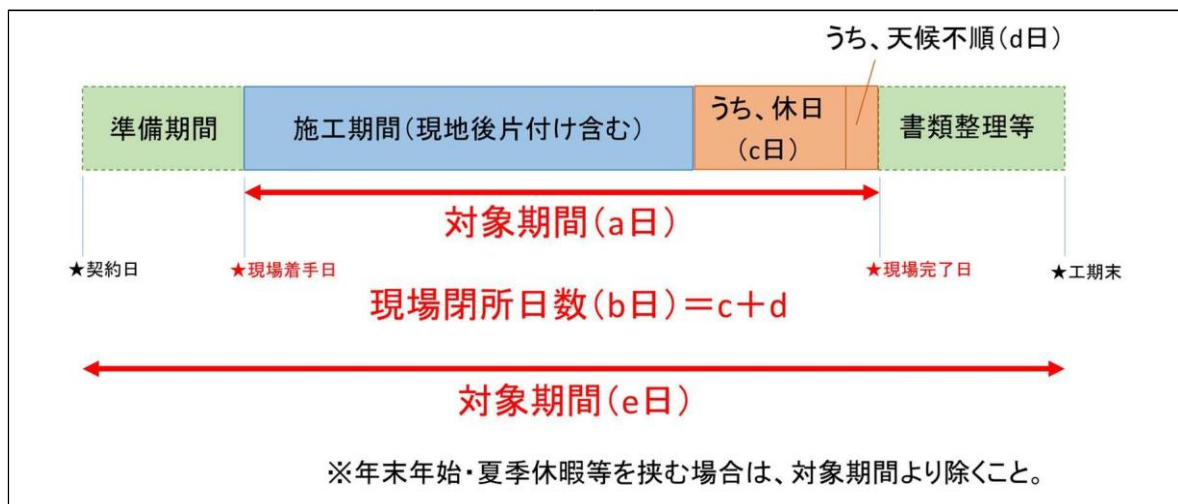 うち、天候不順(d日)
準備期間
施工期間(現地後片付け含む)
うち、休日
(c日)
書類整理等
対象期間(a日)
★契約日
★現場着手日
★現場完了日
★工期末
現場閉所日数(b日)=c+d
対象期間(e日)
※年末年始・夏季休暇等を挟む場合は、対象期間より除くこと。